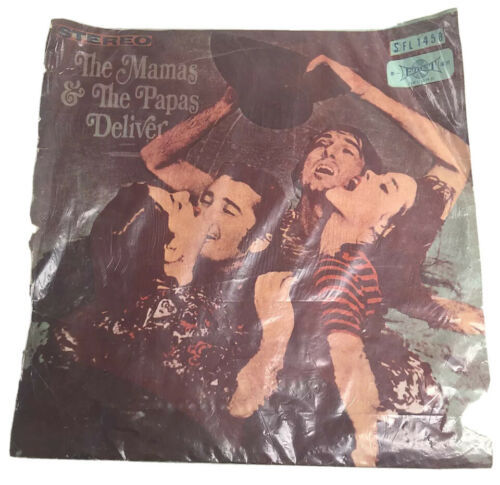 STEREO
SFL 1458
The Mamas
& The Papas
Deliver